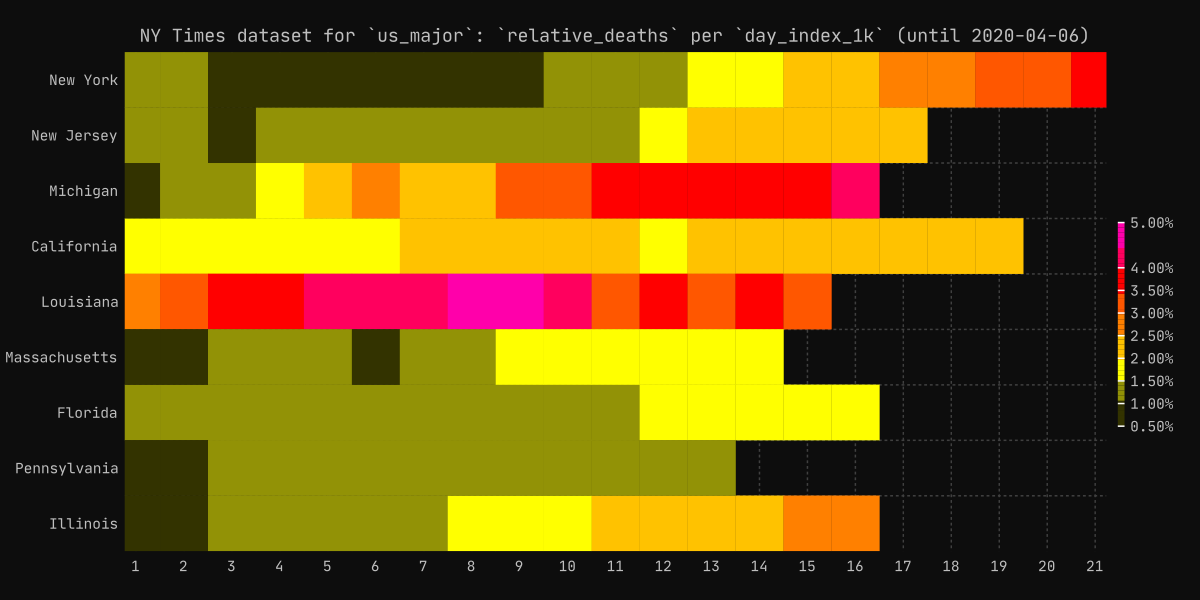 NY Times dataset for `us_major`: `relative_deaths` per `day_index_1k` (until 2020-04-06)
New York
New Jersey
Michigan
California
Louisiana
Massachusetts
Florida
Pennsylvania
Illinois
5.00%
4.00%
3.50%
3.00%
2.50%
2.00%
1.50%
1.00%
0.50%
1 2 3 4 5 6 7 8 9 10 11 12 13 14 15 16 17 18 19 20 21